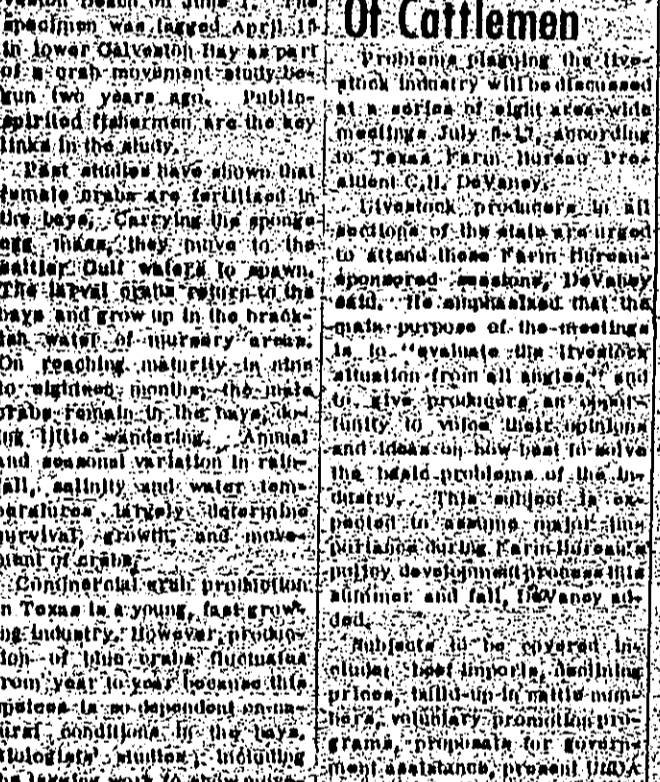 specimen was tagged April 15
in lower Galveston Bay as part
of a crab movement study be-
gun two years ago. Public-
spirited fishermen are the key
links in the study.
Past studies have shown that
female crabs are fertilized in
the bays. Carrying the sponge
egg mass, they move to the
saltier Gulf waters to spawn.
The larval crabs return to the
bays and grow up in the brack-
ish water of nursery areas.
On reaching maturity in nine
to eighteen months, the male
crabs remain in the bays, do-
ing little wandering. Annual
and seasonal variation in rain-
fall, salinity and water tem-
peratures largely determine
survival, growth, and move-
ment of crabs.
Commercial crab production
in Texas is a young, fast grow-
ing industry. However, produc-
tion of blue crabs fluctuates
from year to year because this
species is so dependent on na-
ural conditions in the bays.
Biologists' studies, including
Of Cattlemen
Problems plaguing the live-
stock industry will be discussed
at a series of eight area-wide
meetings July according
to Texas Farm Bureau Pre-
sident C.H. DeVaney.
Livestock producers in all
sections of the state are urged
to attend these Farm Bureau-
sponsored sessions, DeVaney
said. He emphasized that the
main purpose of the meetings
is to "evaluate the livestock
situation from all angles," and
to give producers an oppor-
tunity to voice their opinions
and ideas on how best to solve
the basic problems of the in-
dustry. This subject is ex-
pected to assume major im-
portance during Farm Bureau's
policy development process this
summer and fall, DeVaney ad-
ded.
Subjects to be covered in-
clude: beef imports, declining
prices, build-up in cattle num-
bers, voluntary promotion pro-
grams, proposals for govern-
ment assistance, present USDA